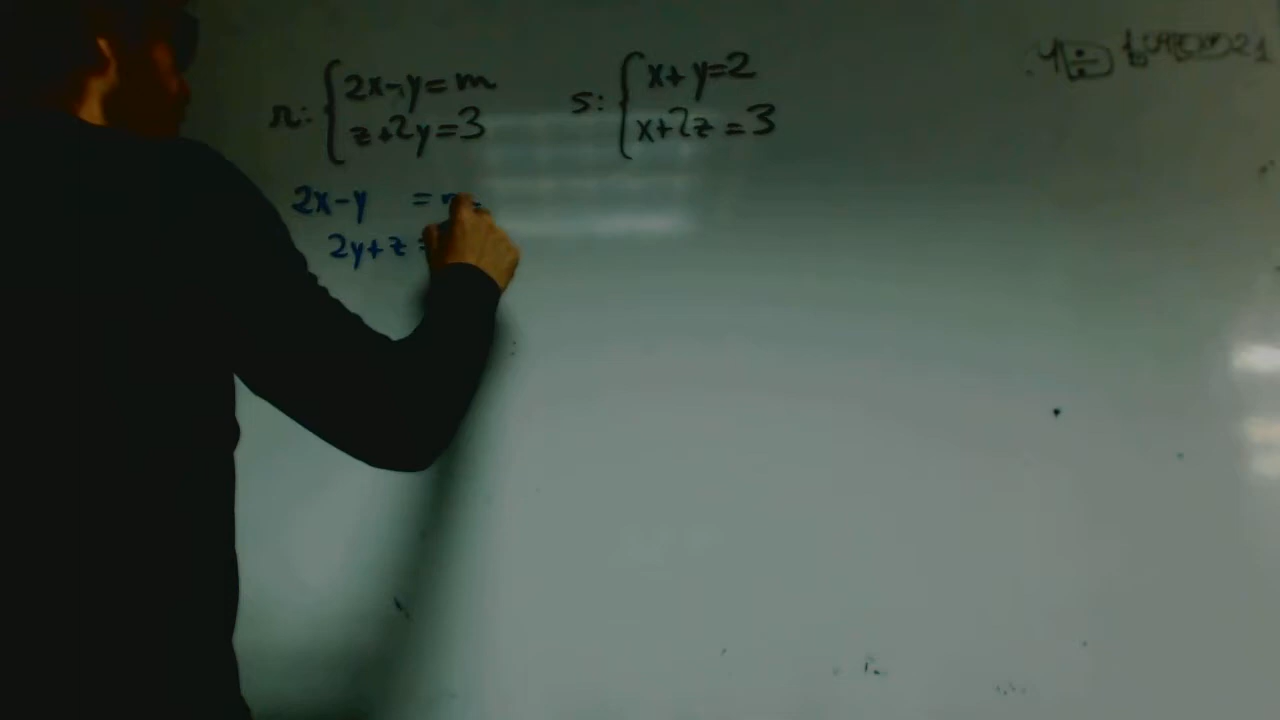 r: { 2x-y=m
z+2y=3
s: { x+y=2
x+2z=3
2x-y =
2y+z